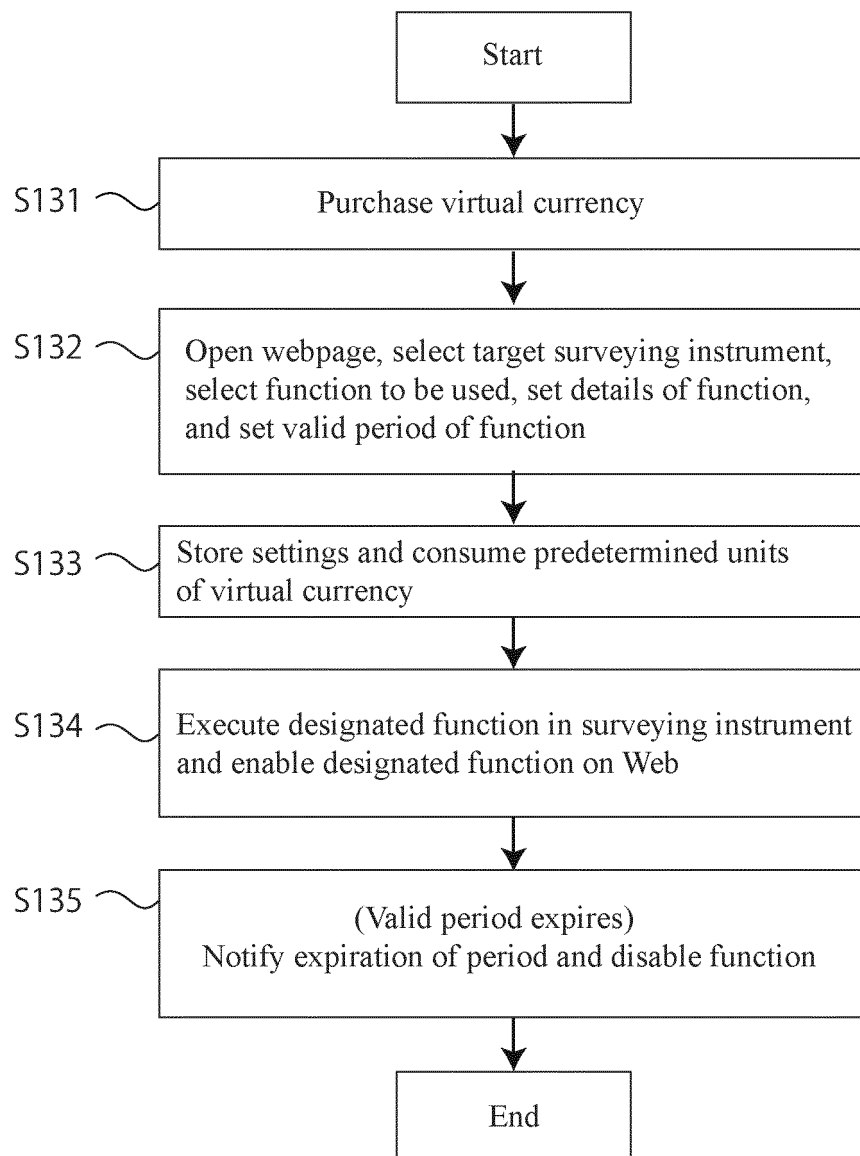 Start
S131
Purchase virtual currency
S132
Open webpage, select target surveying instrument,
select function to be used, set details of function,
and set valid period of function
S133
Store settings and consume predetermined units
of virtual currency
S134
Execute designated function in surveying instrument
and enable designated function on Web
S135
(Valid period expires)
Notify expiration of period and disable function
End